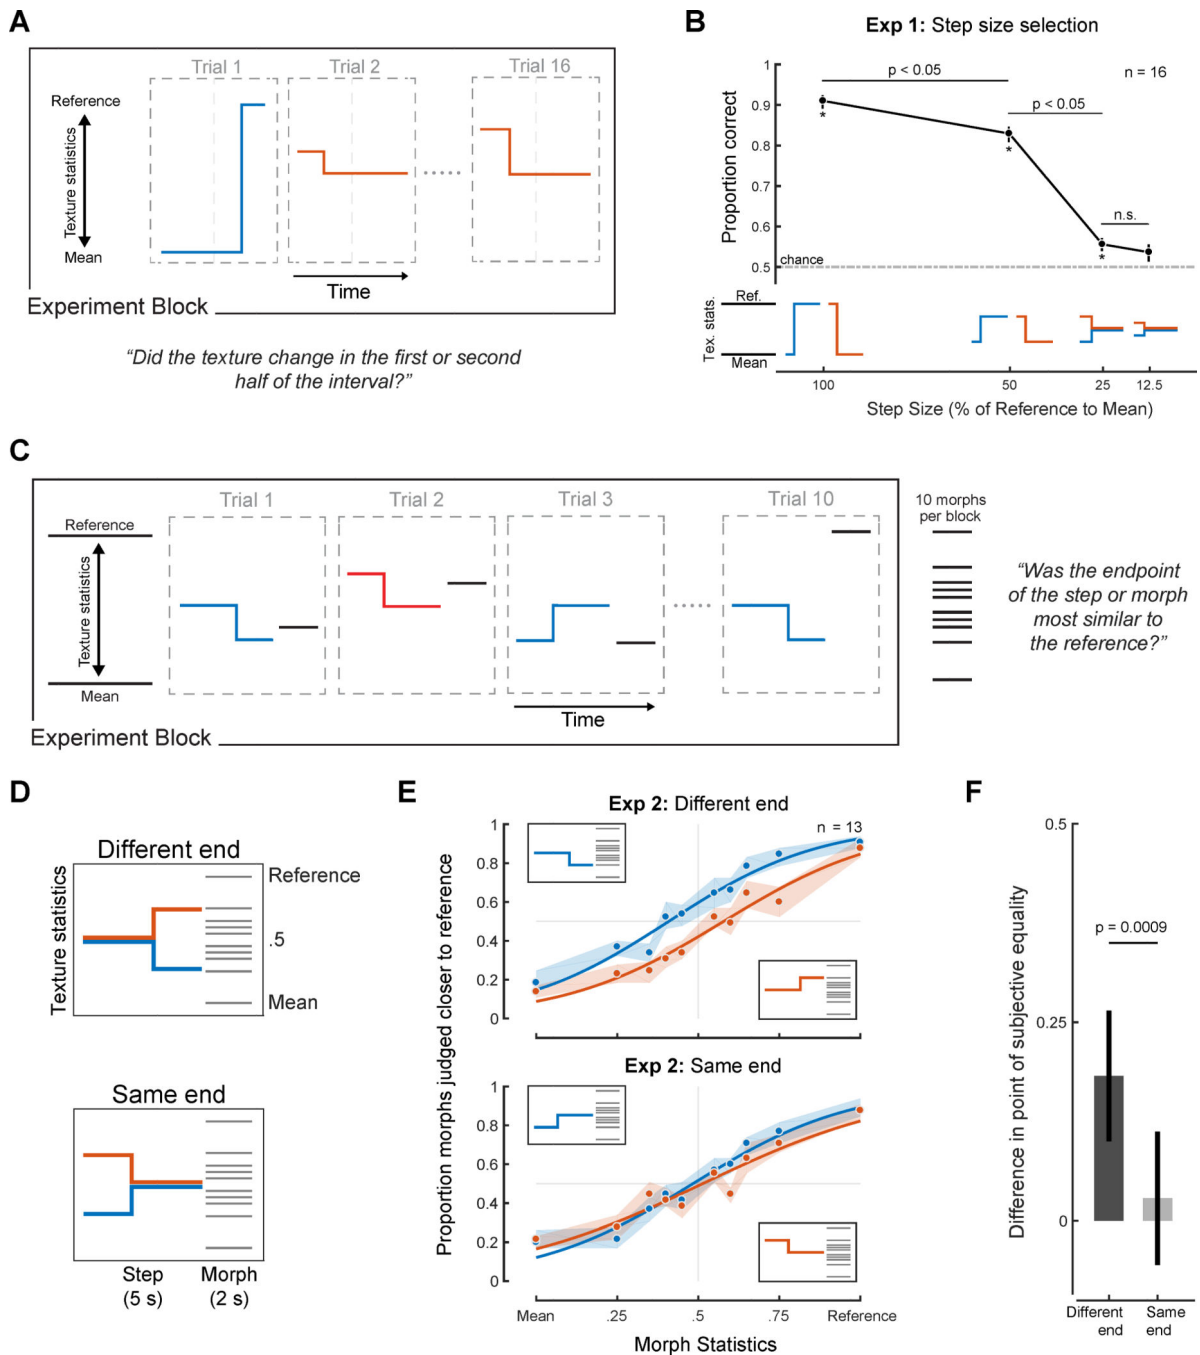 A
Trial 1
Trial 2
Trial 16
Reference
Texture statistics
Mean
Time
Experiment Block
“Did the texture change in the first or second
half of the interval?”
B
Exp 1: Step size selection
n = 16
p < 0.05
p < 0.05
n.s.
*
*
*
chance
Proportion correct
1
0.9
0.8
0.7
0.6
0.5
Tex. stats.
Ref.
Mean
100
50
25
12.5
Step Size (% of Reference to Mean)
C
Trial 1
Trial 2
Trial 3
Trial 10
Reference
Texture statistics
Mean
Time
Experiment Block
10 morphs
per block
“Was the endpoint
of the step or morph
most similar to
the reference?”
D
Different end
Texture statistics
Reference
.5
Mean
Same end
Step
(5 s)
Morph
(2 s)
E
Exp 2: Different end
n = 13
1
0.8
0.6
0.4
0.2
0
Proportion morphs judged closer to reference
Exp 2: Same end
1
0.8
0.6
0.4
0.2
0
Mean
.25
.5
.75
Reference
Morph Statistics
F
Difference in point of subjective equality
0.5
0.25
0
p = 0.0009
Different
end
Same
end